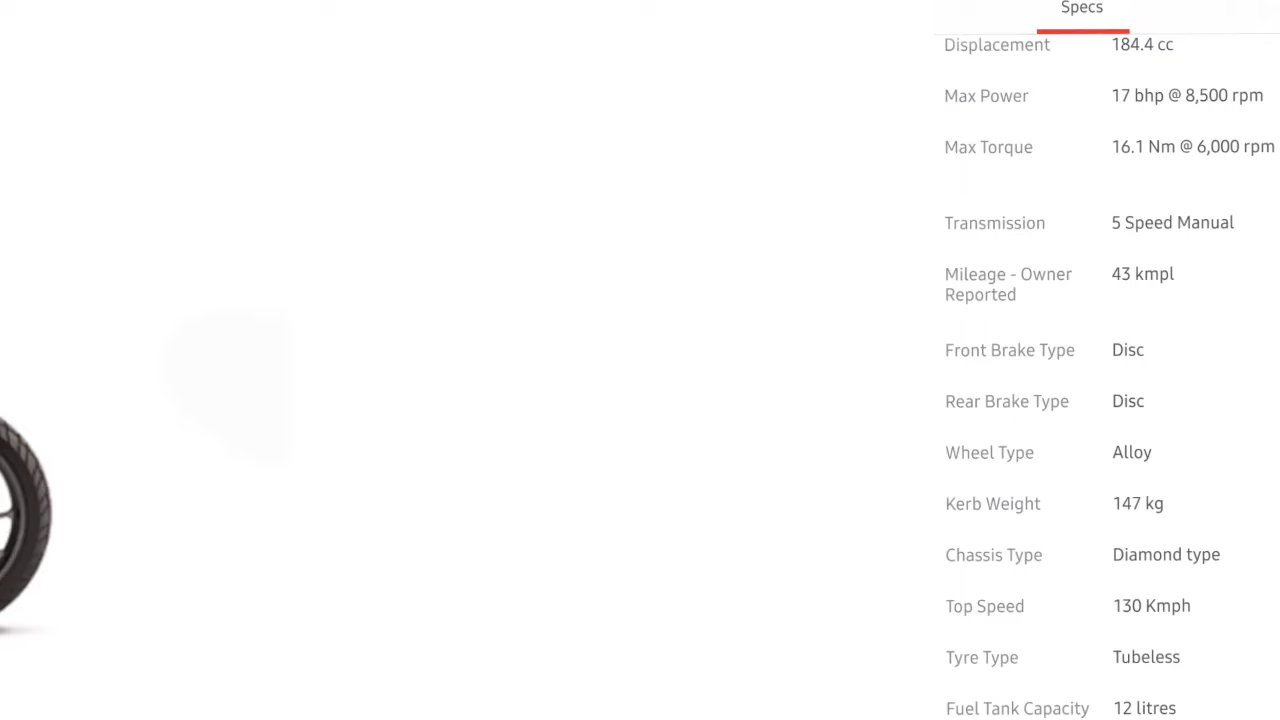 Specs
Displacement 184.4 cc
Max Power 17 bhp @ 8,500 rpm
Max Torque 16.1 Nm @ 6,000 rpm
Transmission 5 Speed Manual
Mileage - Owner 43 kmpl
Reported
Front Brake Type Disc
Rear Brake Type Disc
Wheel Type Alloy
Kerb Weight 147 kg
Chassis Type Diamond type
Top Speed 130 Kmph
Tyre Type Tubeless
Fuel Tank Capacity 12 litres